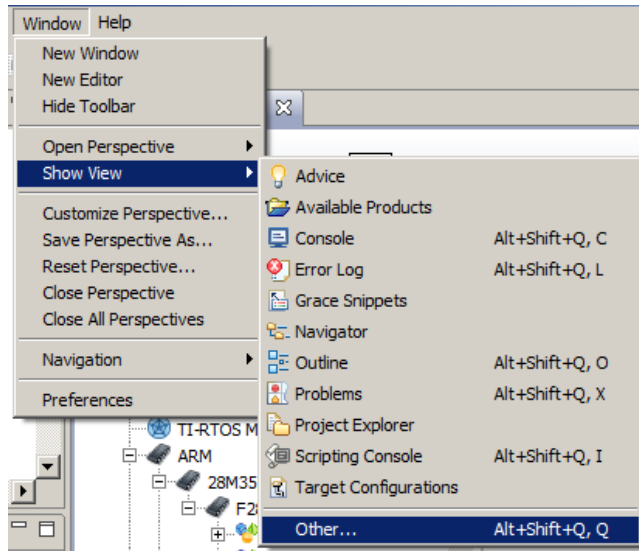 Window Help
New Window
New Editor
Hide Toolbar
Open Perspective
Show View
Customize Perspective...
Save Perspective As...
Reset Perspective...
Close Perspective
Close All Perspectives
Navigation
Preferences
Advice
Available Products
Console Alt+Shift+Q, C
Error Log Alt+Shift+Q, L
Grace Snippets
Navigator
Outline Alt+Shift+Q, O
Problems Alt+Shift+Q, X
Project Explorer
Scripting Console Alt+Shift+Q, I
Target Configurations
Other... Alt+Shift+Q, Q
TI-RTOS M
ARM
28M35
F28